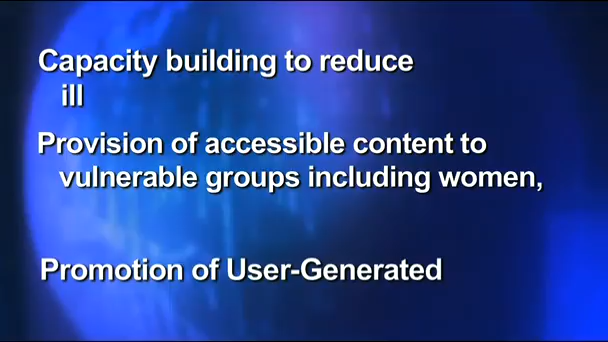 Capacity building to reduce
ill
Provision of accessible content to
vulnerable groups including women,
Promotion of User-Generated